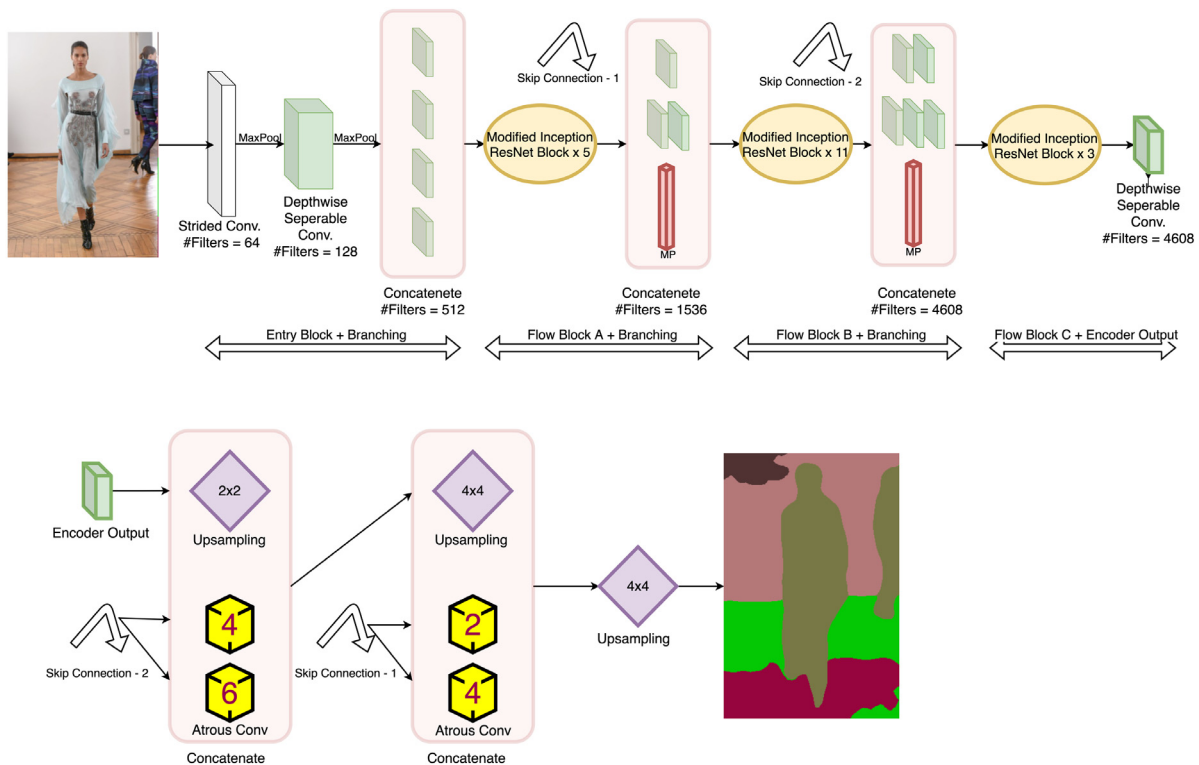 Skip Connection - 1
Skip Connection - 2
MaxPool
MaxPool
Modified Inception
ResNet Block x 5
Modified Inception
ResNet Block x 11
Modified Inception
ResNet Block x 3
Strided Conv.
#Filters = 64
Depthwise
Seperable
Conv.
#Filters = 128
MP
MP
Depthwise
Seperable
Conv.
#Filters = 4608
Concatenete
#Filters = 512
Concatenete
#Filters = 1536
Concatenete
#Filters = 4608
Entry Block + Branching
Flow Block A + Branching
Flow Block B + Branching
Flow Block C + Encoder Output
2x2
4x4
Encoder Output
Upsampling
Upsampling
4x4
4
2
Upsampling
Skip Connection - 2
Skip Connection - 1
6
4
Atrous Conv
Atrous Conv
Concatenate
Concatenate